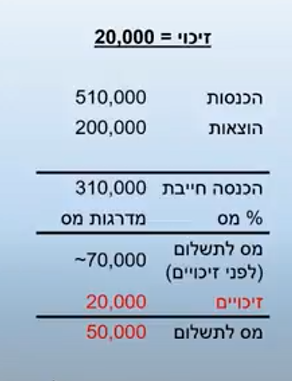 זיכוי = 20,000
הכנסות 510,000
הוצאות 200,000
הכנסה חייבת 310,000
% מס מדרגות מס
מס לתשלום
(לפני זיכויים) ~70,000
זיכויים 20,000
מס לתשלום 50,000